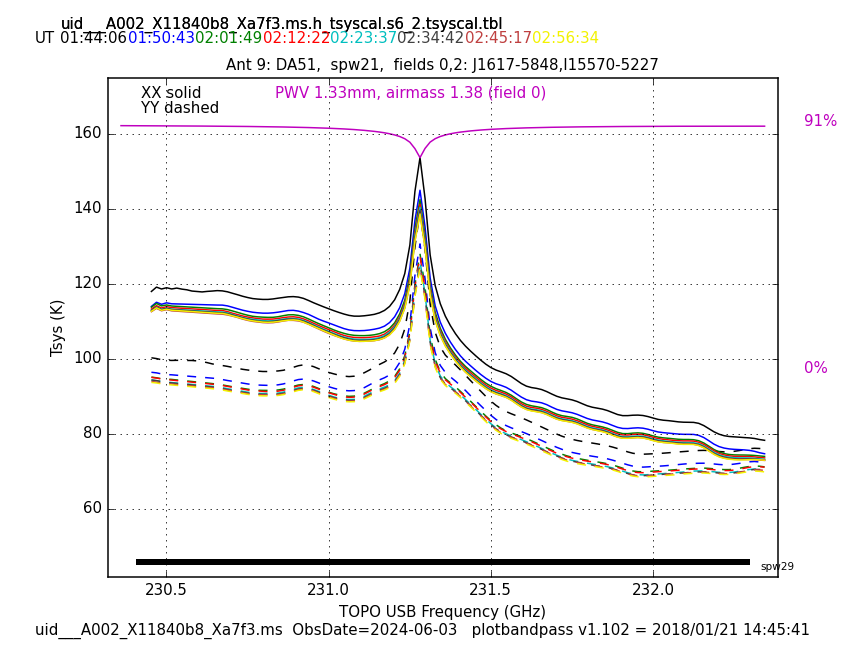 uid___A002_X11840b8_Xa7f3.ms.h_tsyscal.s6_2.tsyscal.tbl
UT 01:44:06 01:50:43 02:01:49 02:12:22 02:23:37 02:34:42 02:45:17 02:56:34
Ant 9: DA51,  spw21,  fields 0,2: J1617-5848,I15570-5227
XX solid
PWV 1.33mm, airmass 1.38 (field 0)
YY dashed
91%
160
140
120
100
80
60
0%
Tsys (K)
spw29
230.5
231.0
231.5
232.0
TOPO USB Frequency (GHz)
uid___A002_X11840b8_Xa7f3.ms  ObsDate=2024-06-03   plotbandpass v1.102 = 2018/01/21 14:45:41